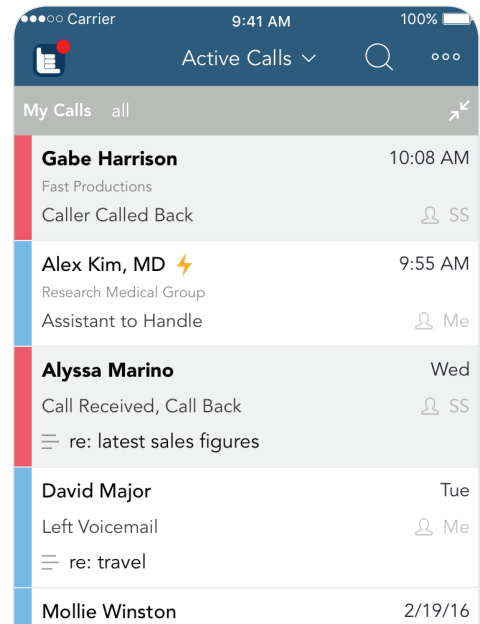 Carrier 9:41 AM 100%
Active Calls
My Calls all
Gabe Harrison 10:08 AM
Fast Productions
Caller Called Back SS
Alex Kim, MD 9:55 AM
Research Medical Group
Assistant to Handle Me
Alyssa Marino Wed
Call Received, Call Back SS
re: latest sales figures
David Major Tue
Left Voicemail Me
re: travel
Mollie Winston 2/19/16